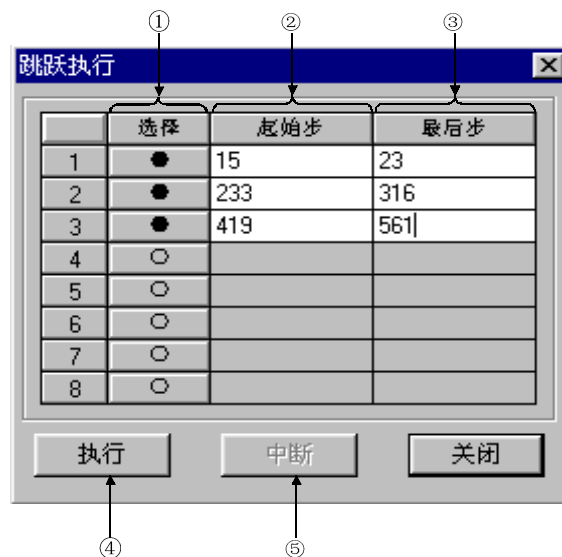 ① ② ③
跳跃执行
选择 起始步 最后步
1 ● 15 23
2 ● 233 316
3 ● 419 561
4 ○
5 ○
6 ○
7 ○
8 ○
执行 中断 关闭
④ ⑤